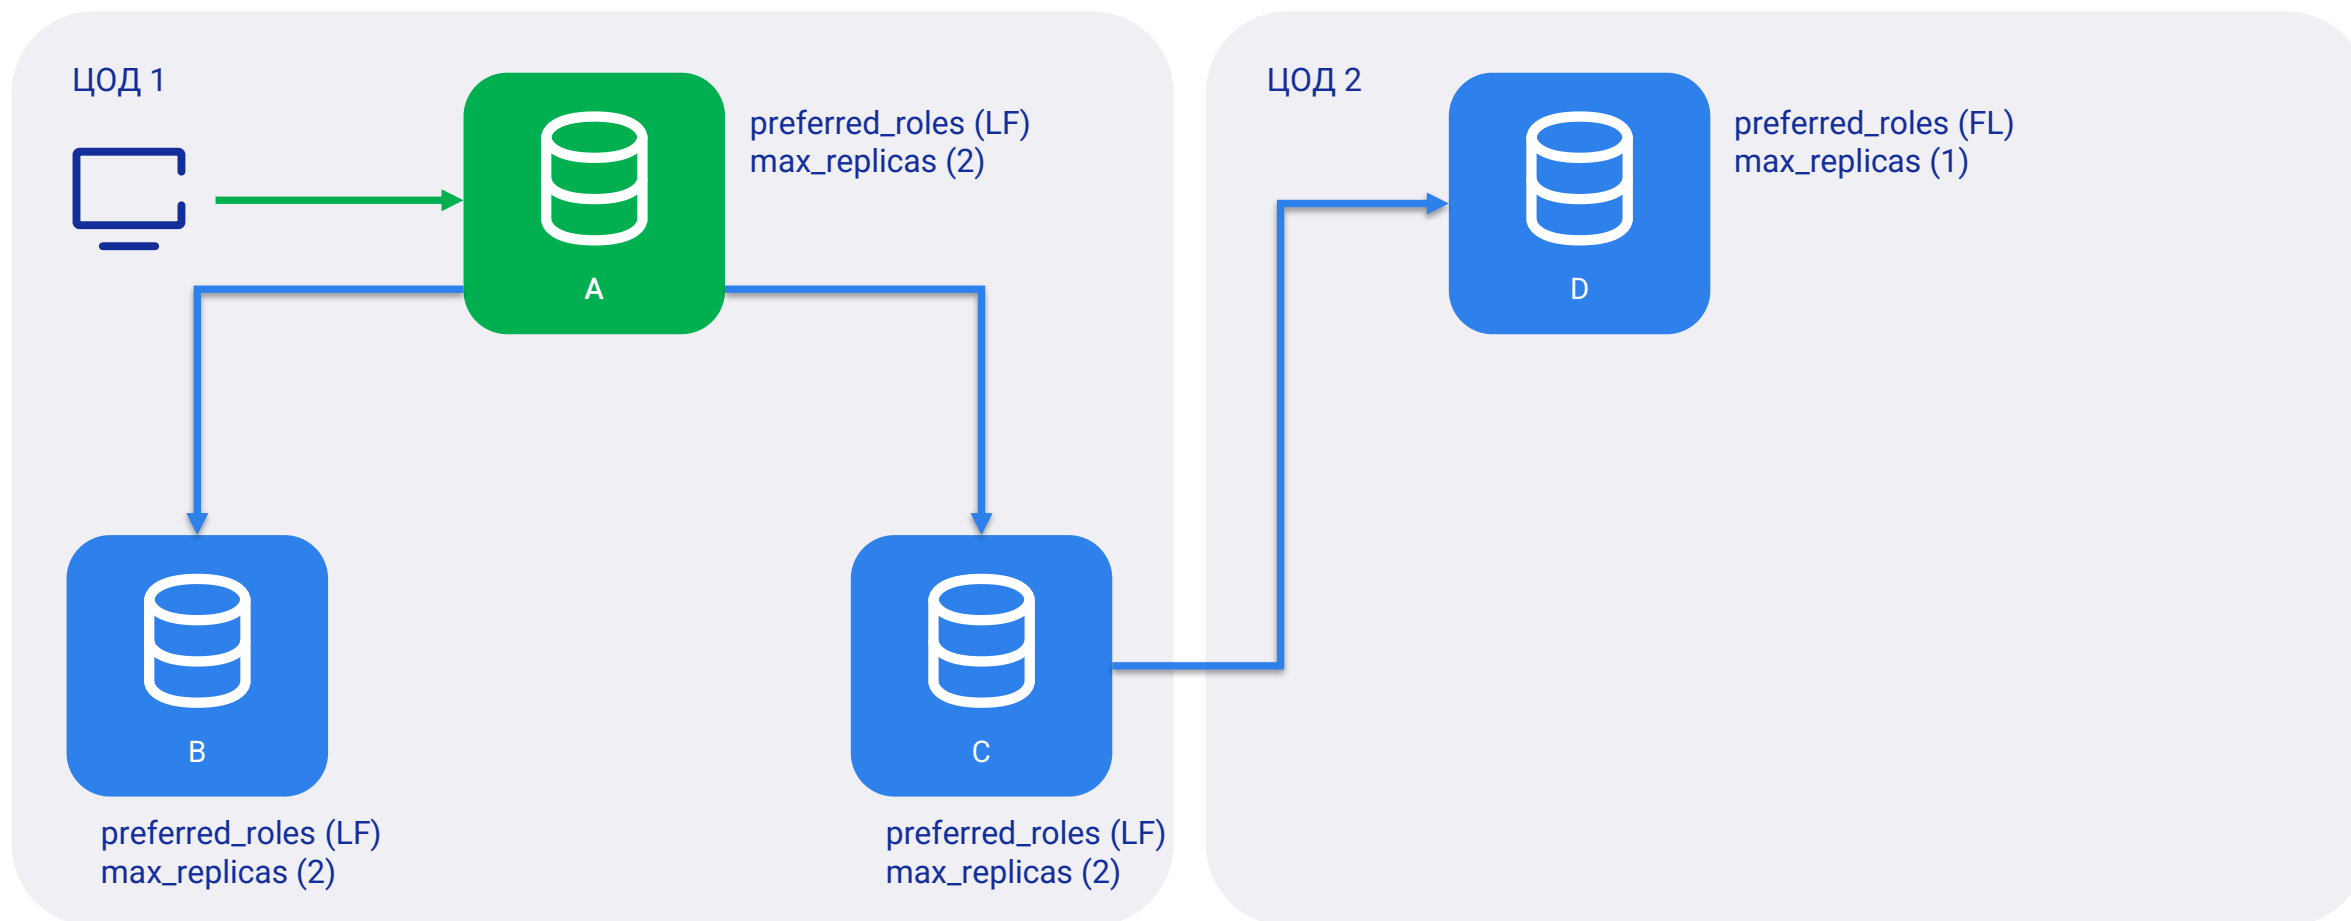 ЦОД 1
A
preferred_roles (LF)
max_replicas (2)
B
preferred_roles (LF)
max_replicas (2)
C
preferred_roles (LF)
max_replicas (2)
ЦОД 2
D
preferred_roles (FL)
max_replicas (1)